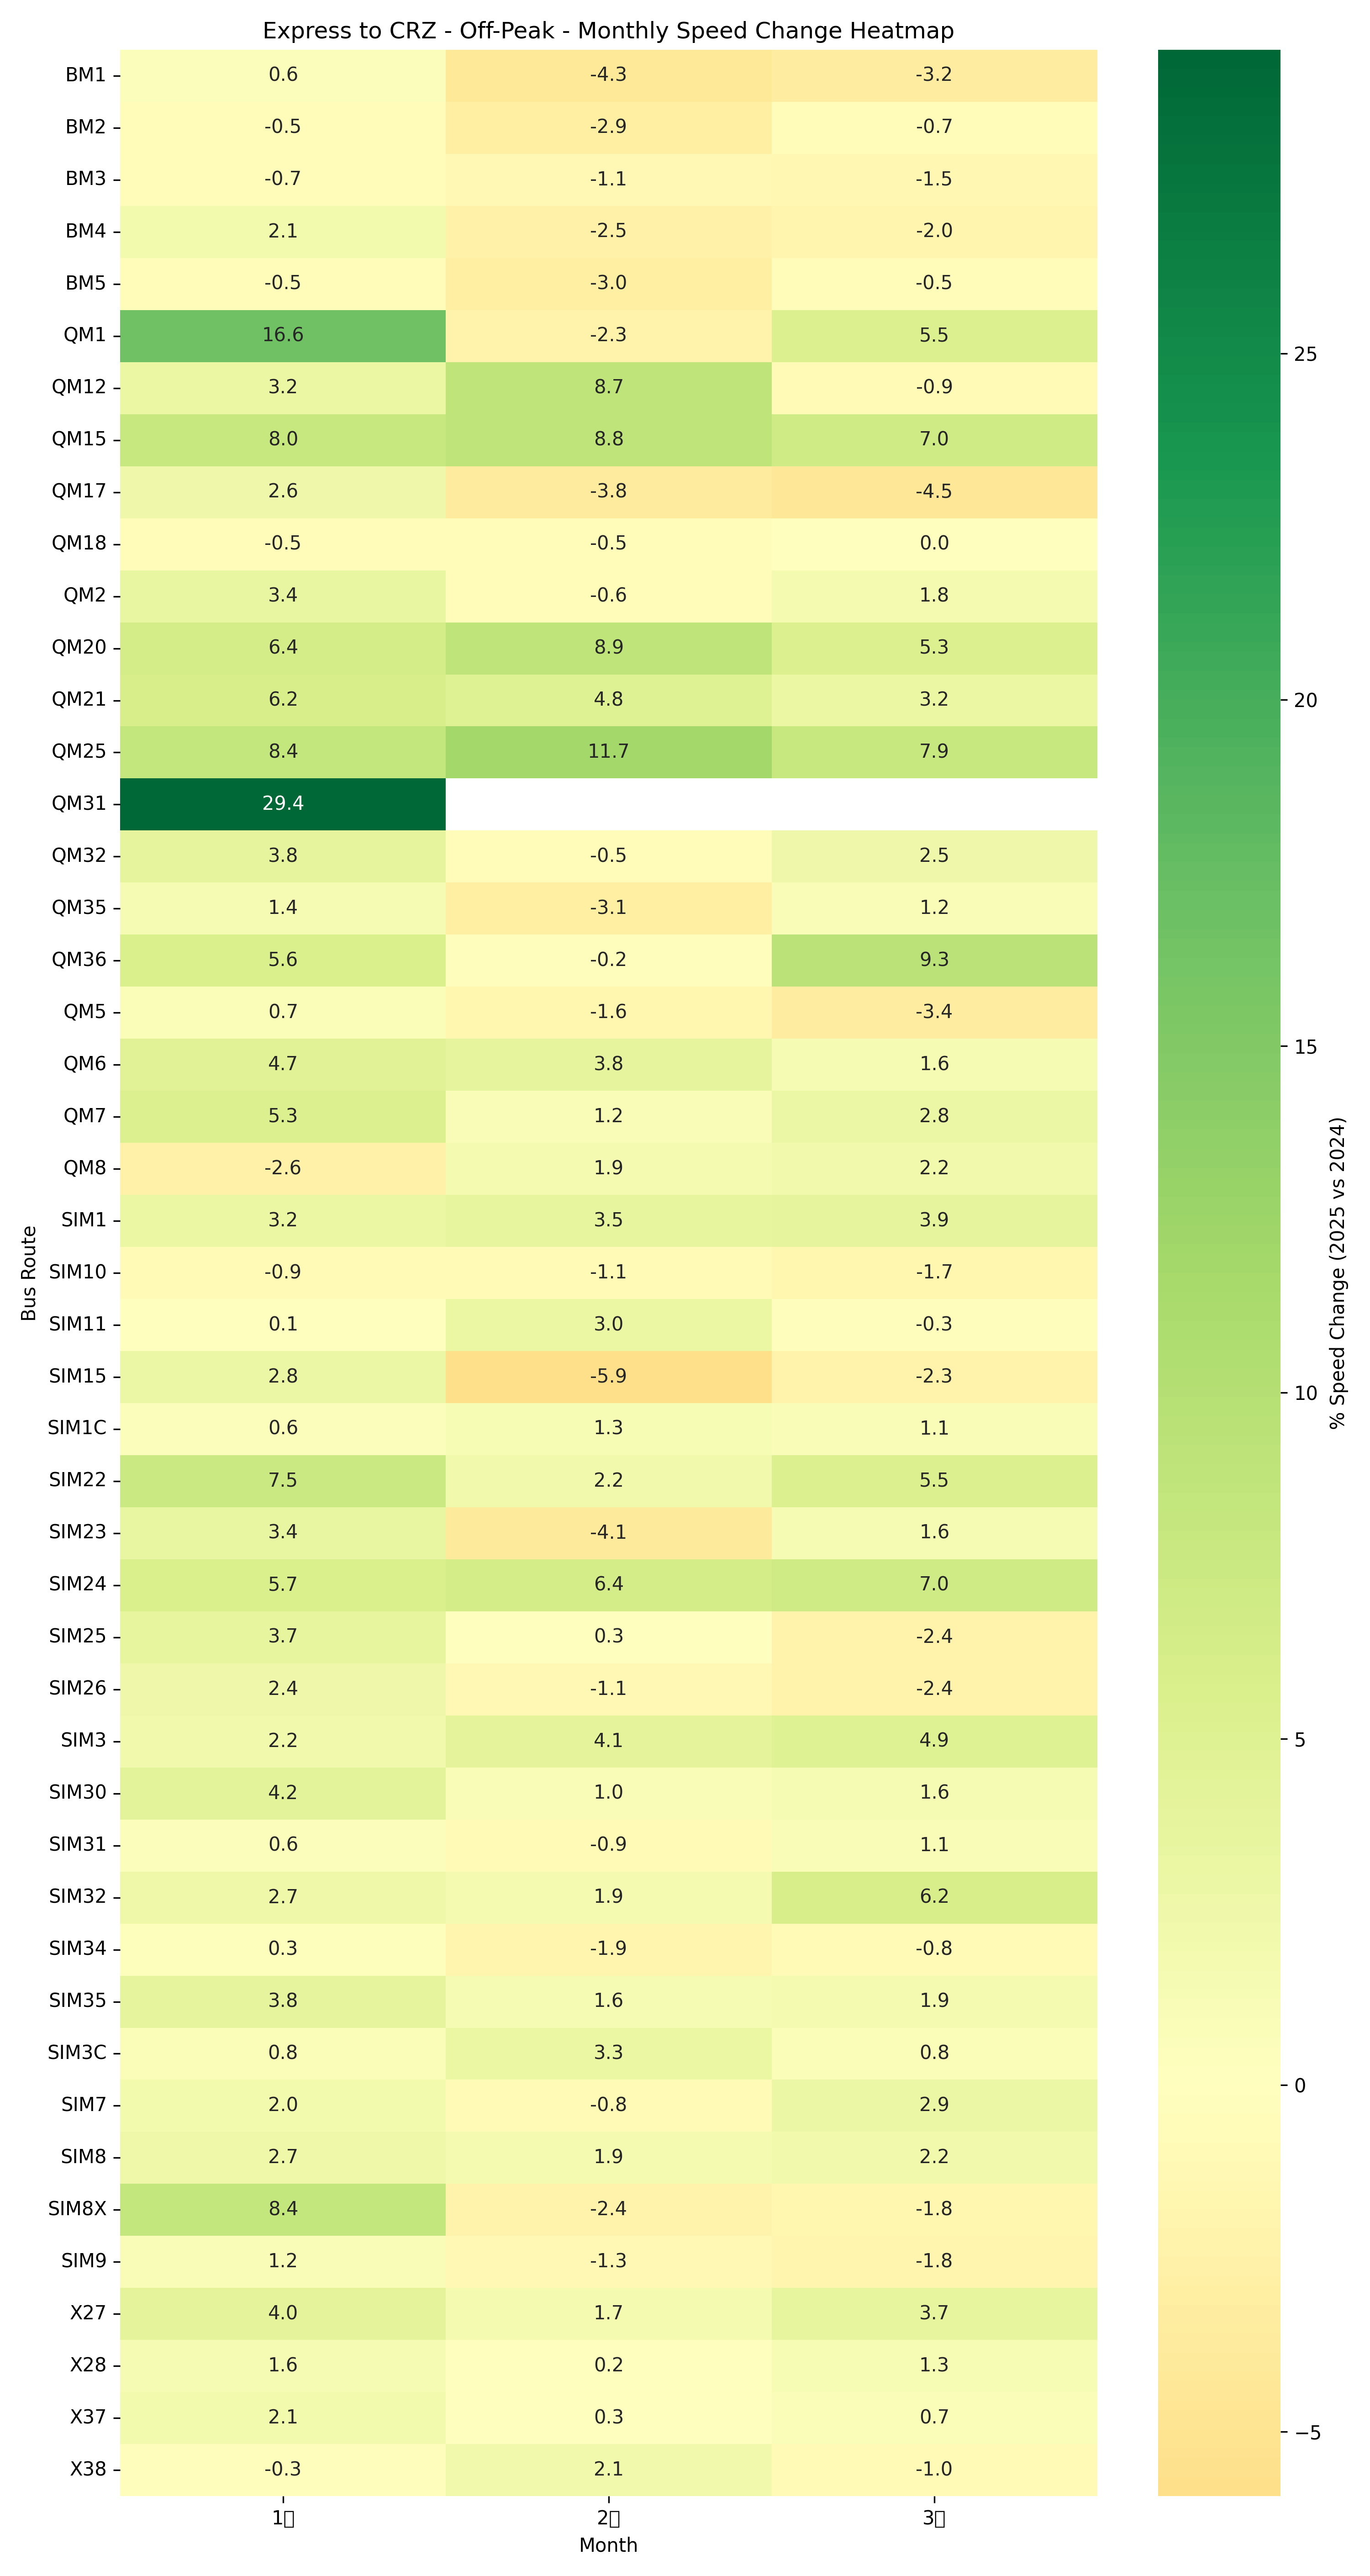 Express to CRZ - Off-Peak - Monthly Speed Change Heatmap
BM1 0.6 -4.3 -3.2
BM2 -0.5 -2.9 -0.7
BM3 -0.7 -1.1 -1.5
BM4 2.1 -2.5 -2.0
BM5 -0.5 -3.0 -0.5
QM1 16.6 -2.3 5.5
QM12 3.2 8.7 -0.9
QM15 8.0 8.8 7.0
QM17 2.6 -3.8 -4.5
QM18 -0.5 -0.5 0.0
QM2 3.4 -0.6 1.8
QM20 6.4 8.9 5.3
QM21 6.2 4.8 3.2
QM25 8.4 11.7 7.9
QM31 29.4
QM32 3.8 -0.5 2.5
QM35 1.4 -3.1 1.2
QM36 5.6 -0.2 9.3
QM5 0.7 -1.6 -3.4
QM6 4.7 3.8 1.6
QM7 5.3 1.2 2.8
QM8 -2.6 1.9 2.2
SIM1 3.2 3.5 3.9
SIM10 -0.9 -1.1 -1.7
SIM11 0.1 3.0 -0.3
SIM15 2.8 -5.9 -2.3
SIM1C 0.6 1.3 1.1
SIM22 7.5 2.2 5.5
SIM23 3.4 -4.1 1.6
SIM24 5.7 6.4 7.0
SIM25 3.7 0.3 -2.4
SIM26 2.4 -1.1 -2.4
SIM3 2.2 4.1 4.9
SIM30 4.2 1.0 1.6
SIM31 0.6 -0.9 1.1
SIM32 2.7 1.9 6.2
SIM34 0.3 -1.9 -0.8
SIM35 3.8 1.6 1.9
SIM3C 0.8 3.3 0.8
SIM7 2.0 -0.8 2.9
SIM8 2.7 1.9 2.2
SIM8X 8.4 -2.4 -1.8
SIM9 1.2 -1.3 -1.8
X27 4.0 1.7 3.7
X28 1.6 0.2 1.3
X37 2.1 0.3 0.7
X38 -0.3 2.1 -1.0
1 2 3
Month
Bus Route
25
20
15
10
5
0
−5
% Speed Change (2025 vs 2024)